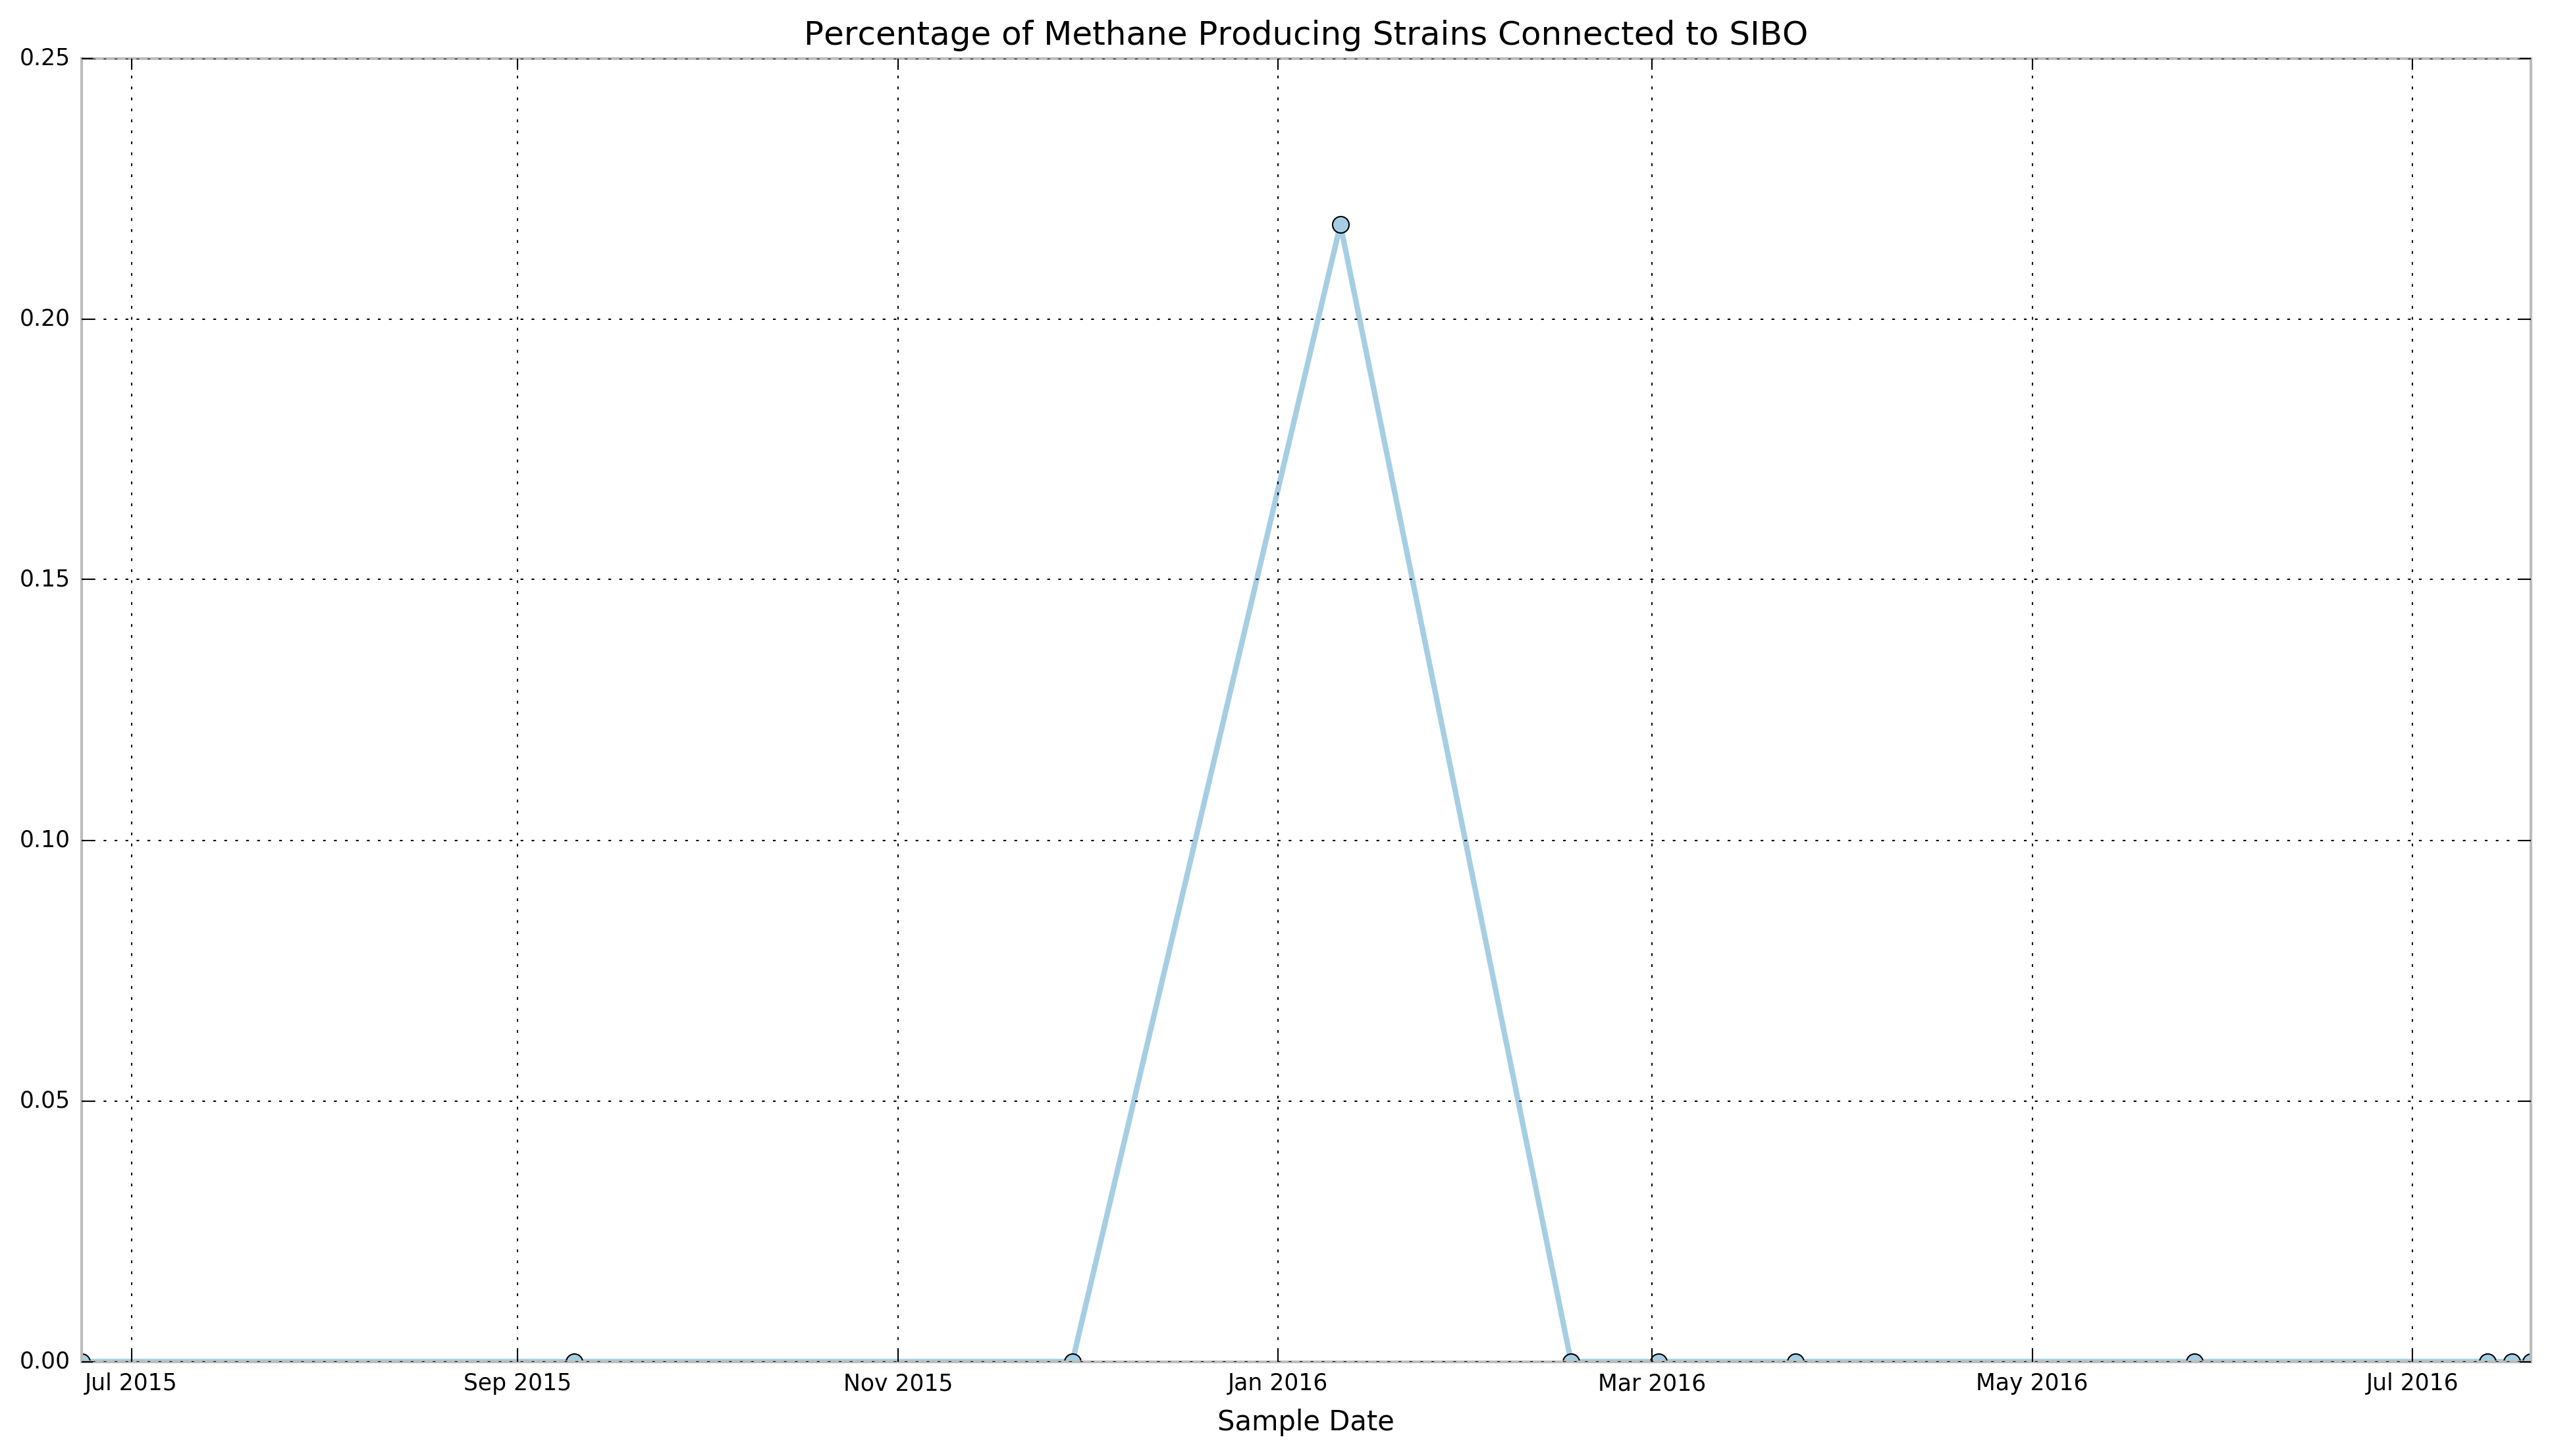 Percentage of Methane Producing Strains Connected to SIBO
0.25
0.20
0.15
0.10
0.05
0.00
Jul 2015 Sep 2015 Nov 2015 Jan 2016 Mar 2016 May 2016 Jul 2016
Sample Date